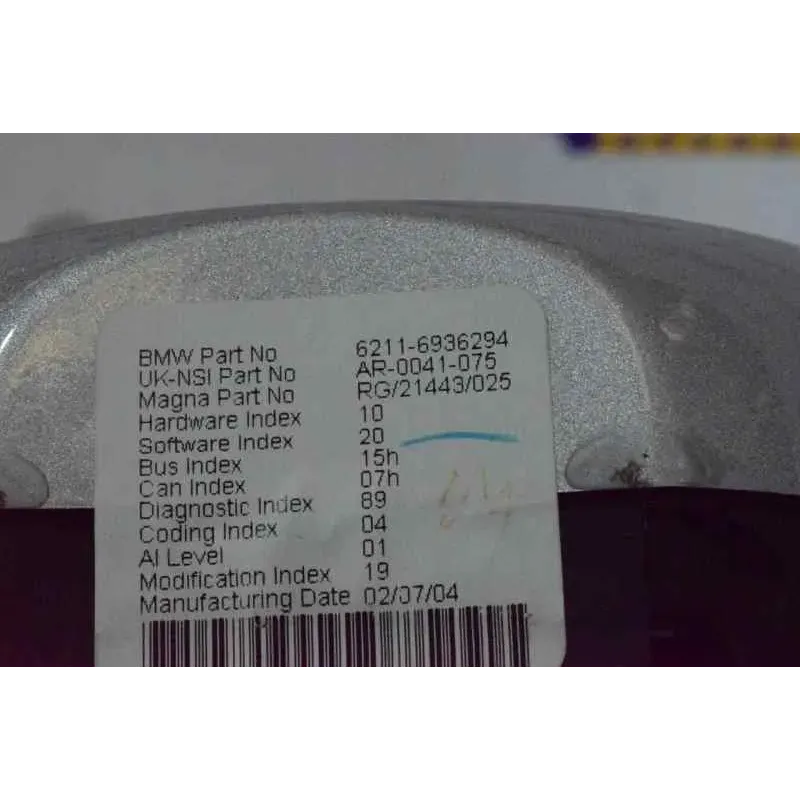 BMW Part No 6211-6936294
UK-NSI Part No AR-0041-075
Magna Part No RG/21443/025
Hardware Index 10
Software Index 20
Bus Index 15h
Can Index 07h
Diagnostic Index 89
Coding Index 04
AI Level 01
Modification Index 19
Manufacturing Date 02/07/04